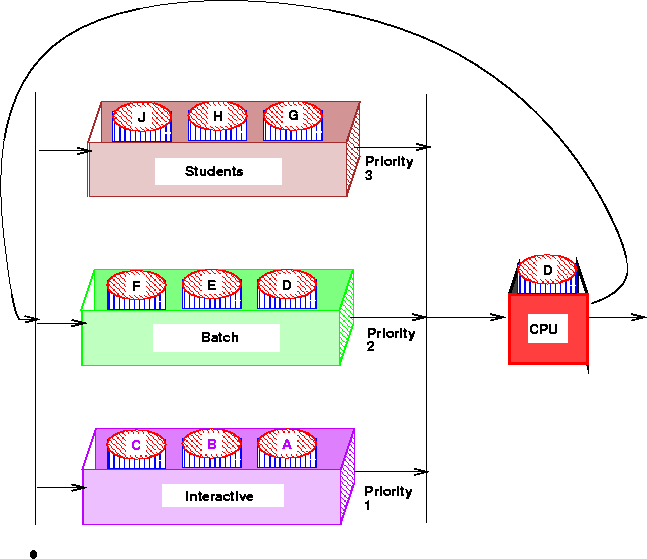 J H G
Students
Priority
3
D
F E D
CPU
Batch
Priority
2
C B A
Interactive
Priority
1